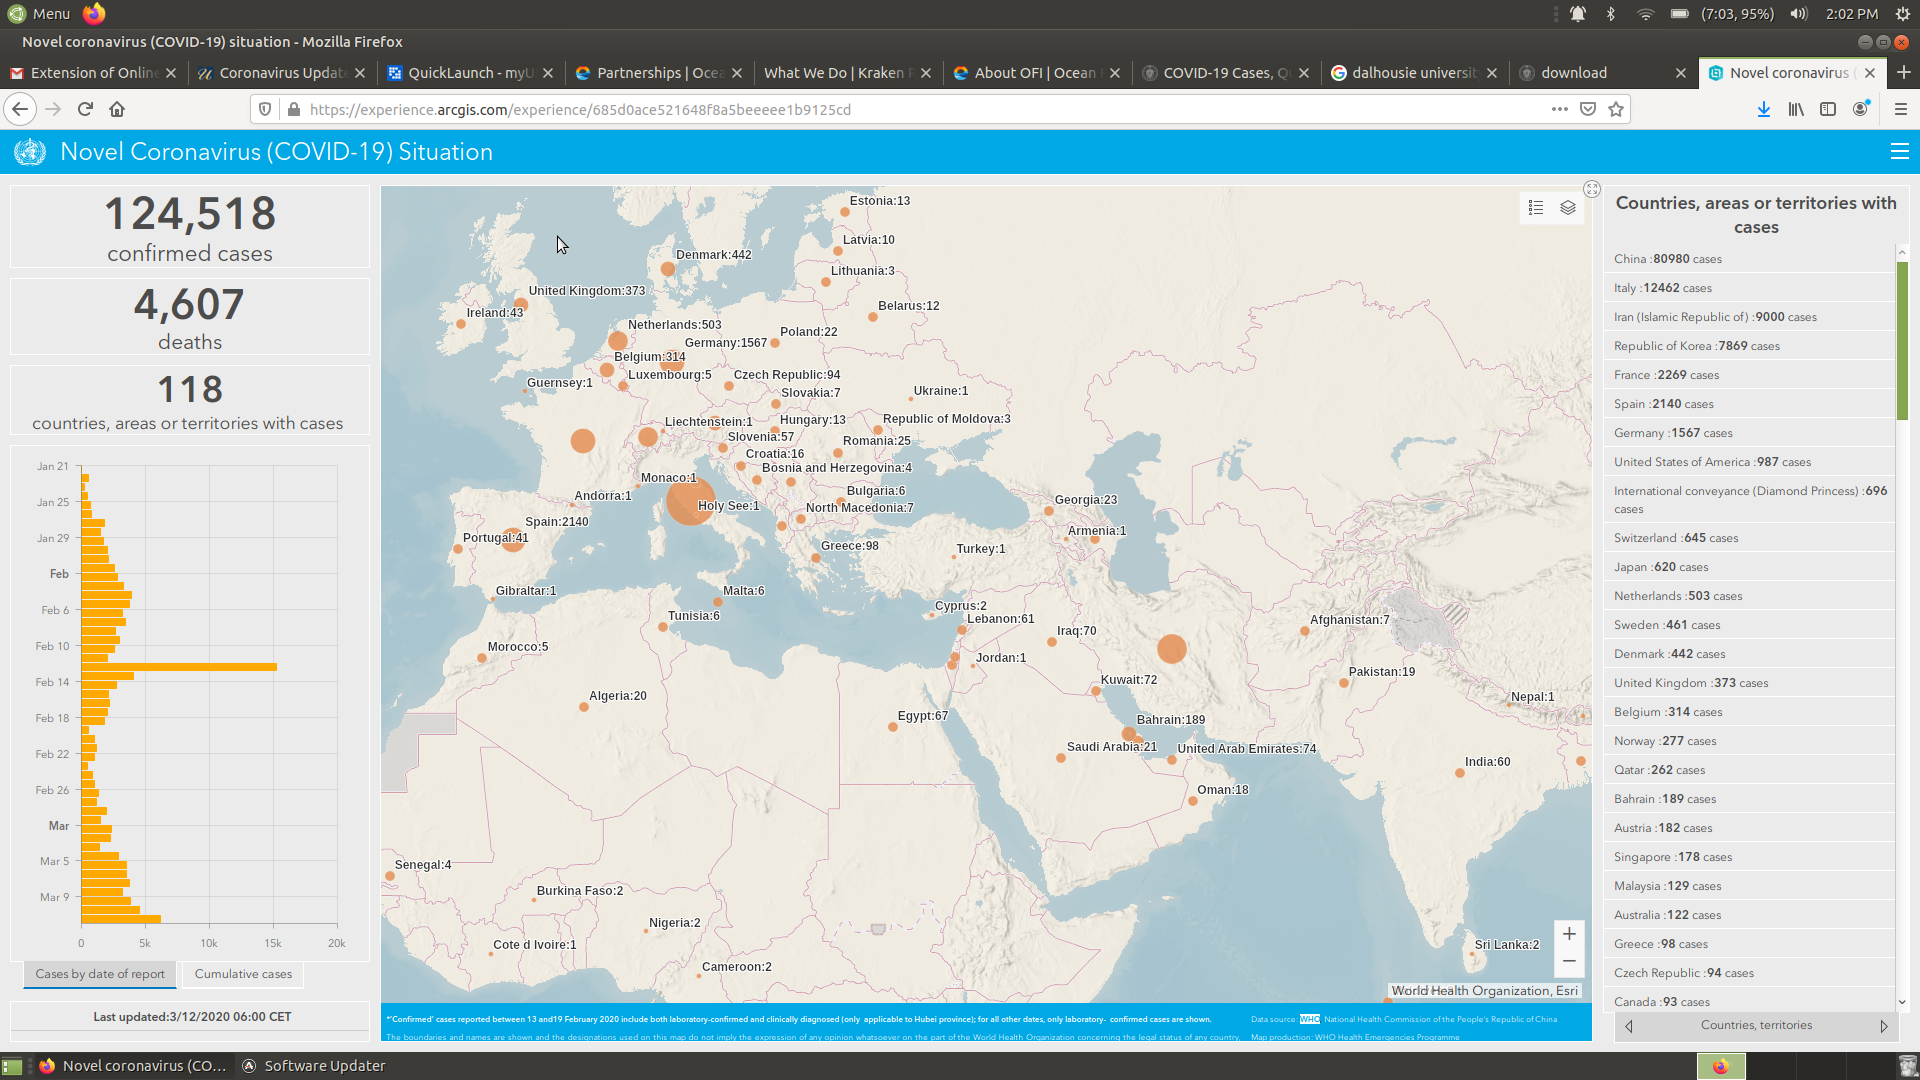 Menu
(7:03, 95%)
2:02 PM
Novel coronavirus (COVID-19) situation - Mozilla Firefox
Extension of Online
Coronavirus Updat
QuickLaunch - myU
Partnerships | Ocea
What We Do | Kraken
About OFI | Ocean
COVID-19 Cases, Q
dalhousie universit
download
Novel coronavirus (
https://experience.arcgis.com/experience/685d0ace521648f8a5beeeee1b9125cd
Novel Coronavirus (COVID-19) Situation
124,518
confirmed cases
4,607
deaths
118
countries, areas or territories with cases
Jan 21
Jan 25
Jan 29
Feb
Feb 6
Feb 10
Feb 14
Feb 18
Feb 22
Feb 26
Mar
Mar 5
Mar 9
0
5k
10k
15k
20k
Cases by date of report
Cumulative cases
Last updated:3/12/2020 06:00 CET
Estonia:13
Latvia:10
Denmark:442
Lithuania:3
United Kingdom:373
Belarus:12
Ireland:43
Netherlands:503
Poland:22
Germany:1567
Belgium:314
Luxembourg:5
Czech Republic:94
Guernsey:1
Slovakia:7
Ukraine:1
Liechtenstein:1
Hungary:13
Republic of Moldova:3
Slovenia:57
Romania:25
Croatia:16
Bosnia and Herzegovina:4
Monaco:1
Andorra:1
Bulgaria:6
Holy See:1
North Macedonia:7
Georgia:23
Spain:2140
Armenia:1
Portugal:41
Greece:98
Turkey:1
Gibraltar:1
Malta:6
Cyprus:2
Tunisia:6
Lebanon:61
Iraq:70
Afghanistan:7
Morocco:5
Jordan:1
Kuwait:72
Pakistan:19
Algeria:20
Nepal:1
Egypt:67
Bahrain:189
Saudi Arabia:21
United Arab Emirates:74
India:60
Oman:18
Senegal:4
Burkina Faso:2
Nigeria:2
Cote d Ivoire:1
Sri Lanka:2
Cameroon:2
World Health Organization, Esri
*'Confirmed' cases reported between 13 and19 February 2020 include both laboratory-confirmed and clinically diagnosed (only applicable to Hubei province); for all other dates, only laboratory- confirmed cases are shown.
The boundaries and names are shown and the designations used on this map do not imply the expression of any opinion whatsoever on the part of the World Health Organization concerning the legal status of any country,
Data source: WHO National Health Commission of the People's Republic of China
Map production: WHO Health Emergencies Programme
Countries, areas or territories with
cases
China :80980 cases
Italy :12462 cases
Iran (Islamic Republic of) :9000 cases
Republic of Korea :7869 cases
France :2269 cases
Spain :2140 cases
Germany :1567 cases
United States of America :987 cases
International conveyance (Diamond Princess) :696
cases
Switzerland :645 cases
Japan :620 cases
Netherlands :503 cases
Sweden :461 cases
Denmark :442 cases
United Kingdom :373 cases
Belgium :314 cases
Norway :277 cases
Qatar :262 cases
Bahrain :189 cases
Austria :182 cases
Singapore :178 cases
Malaysia :129 cases
Australia :122 cases
Greece :98 cases
Czech Republic :94 cases
Canada :93 cases
Countries, territories
Novel coronavirus (CO...
Software Updater